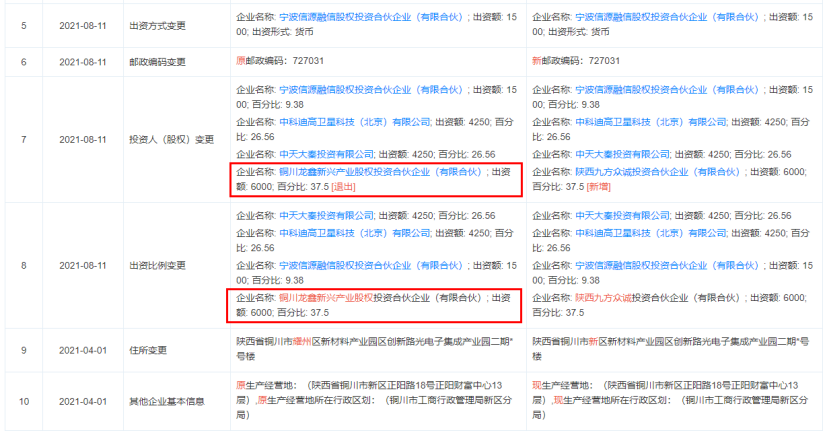 5 2021-08-11 出资方式变更
企业名称: 宁波信源融信股权投资合伙企业（有限合伙）; 出资额: 15
00; 出资形式: 货币
企业名称: 宁波信源融信股权投资合伙企业（有限合伙）; 出资额: 15
00; 出资形式: 货币
6 2021-08-11 邮政编码变更
原邮政编码：727031
新邮政编码：727031
7 2021-08-11 投资人（股权）变更
企业名称: 宁波信源融信股权投资合伙企业（有限合伙）; 出资额: 15
00; 百分比: 9.38
企业名称: 中科迪高卫星科技（北京）有限公司; 出资额: 4250; 百分
比: 26.56
企业名称: 中天大秦投资有限公司; 出资额: 4250; 百分比: 26.56
企业名称: 铜川龙鑫新兴产业股权投资合伙企业（有限合伙）; 出资
额: 6000; 百分比: 37.5 [退出]
企业名称: 宁波信源融信股权投资合伙企业（有限合伙）; 出资额: 15
00; 百分比: 9.38
企业名称: 中科迪高卫星科技（北京）有限公司; 出资额: 4250; 百分
比: 26.56
企业名称: 中天大秦投资有限公司; 出资额: 4250; 百分比: 26.56
企业名称: 陕西九方众诚投资合伙企业（有限合伙）; 出资额: 6000;
百分比: 37.5 [新增]
8 2021-08-11 出资比例变更
企业名称: 中天大秦投资有限公司; 出资额: 4250; 百分比: 26.56
企业名称: 中科迪高卫星科技（北京）有限公司; 出资额: 4250; 百分
比: 26.56
企业名称: 宁波信源融信股权投资合伙企业（有限合伙）; 出资额: 15
00; 百分比: 9.38
企业名称: 铜川龙鑫新兴产业股权投资合伙企业（有限合伙）; 出资
额: 6000; 百分比: 37.5
企业名称: 中天大秦投资有限公司; 出资额: 4250; 百分比: 26.56
企业名称: 中科迪高卫星科技（北京）有限公司; 出资额: 4250; 百分
比: 26.56
企业名称: 宁波信源融信股权投资合伙企业（有限合伙）; 出资额: 15
00; 百分比: 9.38
企业名称: 陕西九方众诚投资合伙企业（有限合伙）; 出资额: 6000;
百分比: 37.5
9 2021-04-01 住所变更
陕西省铜川市耀州区新材料产业园区创新路光电子集成产业园二期*
号楼
陕西省铜川市新区新材料产业园区创新路光电子集成产业园二期*号
楼
10 2021-04-01 其他企业基本信息
原生产经营地：（陕西省铜川市新区正阳路18号正阳财富中心13
层）,原生产经营地所在行政区划：（铜川市工商行政管理局新区分
局）
现生产经营地：（陕西省铜川市新区正阳路18号正阳财富中心13
层）,现生产经营地所在行政区划：（铜川市工商行政管理局新区分
局）